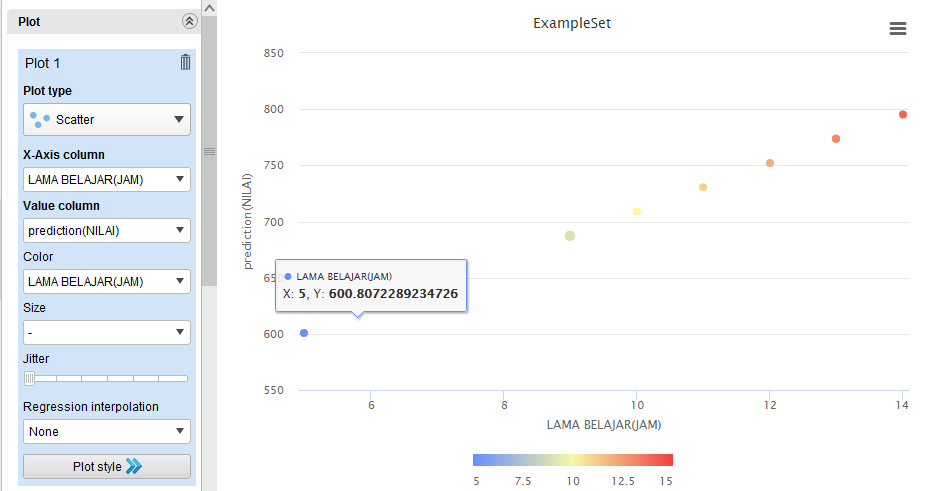 Plot
Plot 1
Plot type
Scatter
X-Axis column
LAMA BELAJAR(JAM)
Value column
prediction(NILAI)
Color
LAMA BELAJAR(JAM)
Size
-
Jitter
Regression interpolation
None
Plot style
ExampleSet
850
800
750
700
650
600
550
prediction(NILAI)
LAMA BELAJAR(JAM)
X: 5, Y: 600.8072289234726
6 8 10 12 14
LAMA BELAJAR(JAM)
5 7.5 10 12.5 15